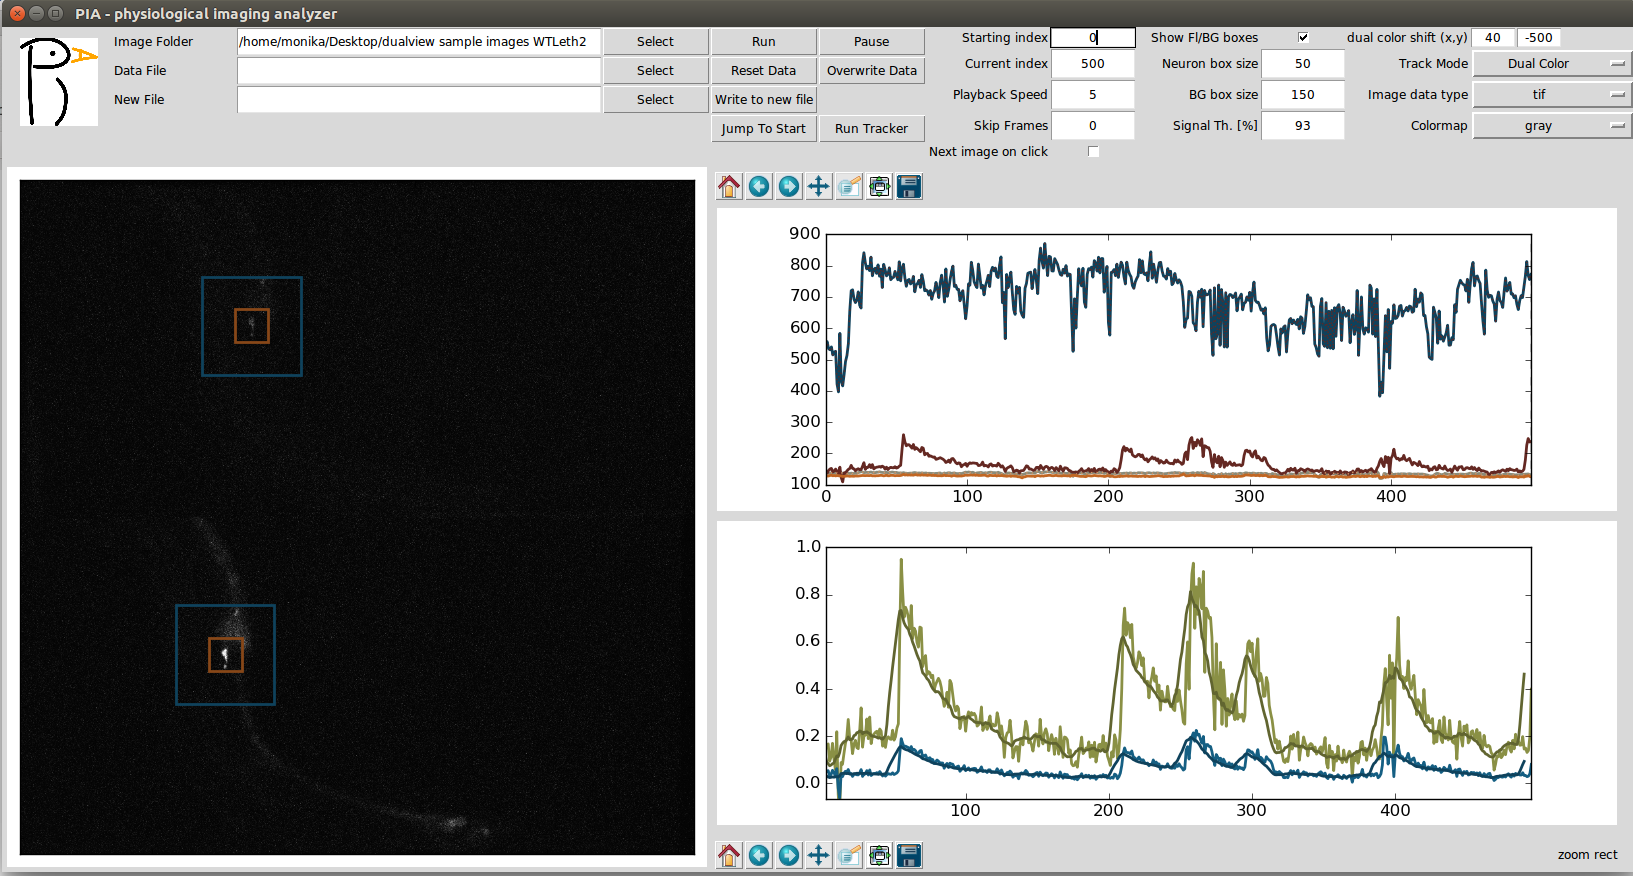 PIA - physiological imaging analyzer
Image Folder /home/monika/Desktop/dualview sample images WTLeth2 Select Run Pause Starting index 0 Show Fl/BG boxes dual color shift (x,y) 40 -500
Data File Select Reset Data Overwrite Data Current index 500 Neuron box size 50 Track Mode Dual Color
New File Select Write to new file Playback Speed 5 BG box size 150 Image data type tif
Jump To Start Run Tracker Skip Frames 0 Signal Th. [%] 93 Colormap gray
Next image on click
900
800
700
600
500
400
300
200
100
0 100 200 300 400
1.0
0.8
0.6
0.4
0.2
0.0
100 200 300 400
zoom rect